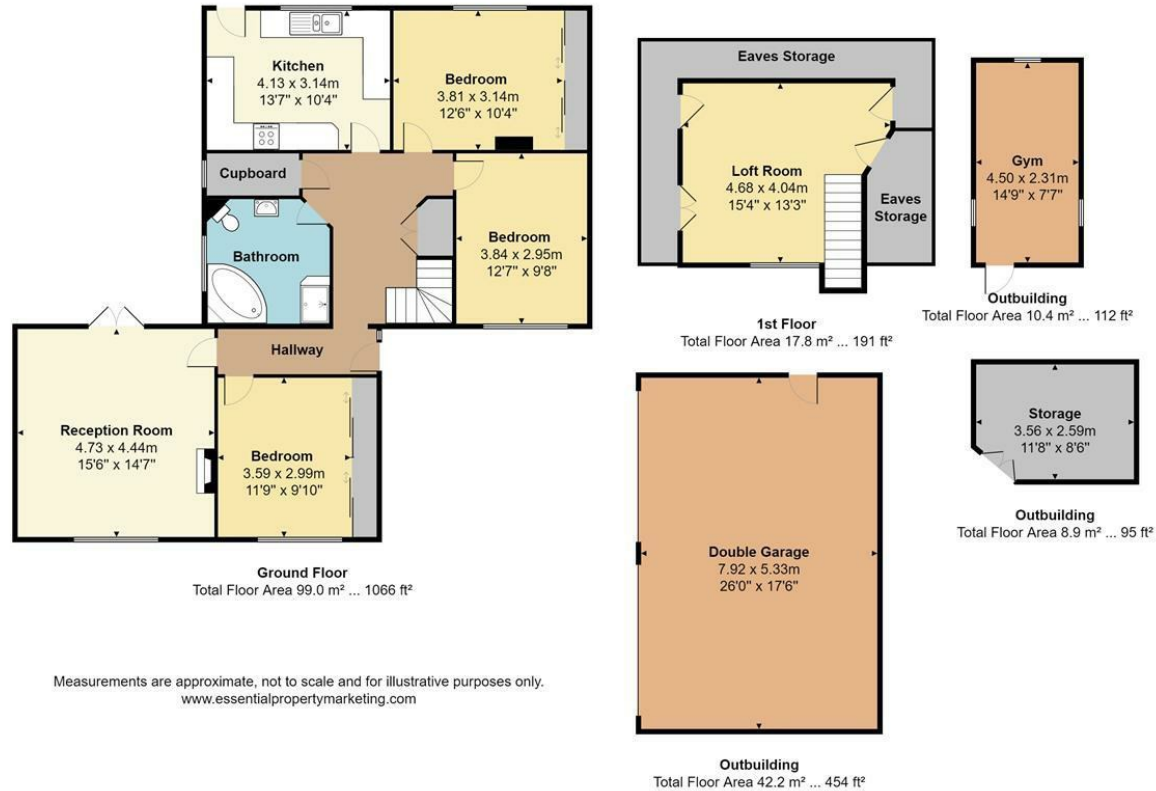 Kitchen
4.13 x 3.14m
13'7" x 10'4"
Bedroom
3.81 x 3.14m
12'6" x 10'4"
Cupboard
Bathroom
Bedroom
3.84 x 2.95m
12'7" x 9'8"
Hallway
Reception Room
4.73 x 4.44m
15'6" x 14'7"
Bedroom
3.59 x 2.99m
11'9" x 9'10"
Ground Floor
Total Floor Area 99.0 m² ... 1066 ft²
Eaves Storage
Loft Room
4.68 x 4.04m
15'4" x 13'3"
Eaves
Storage
1st Floor
Total Floor Area 17.8 m² ... 191 ft²
Gym
4.50 x 2.31m
14'9" x 7'7"
Outbuilding
Total Floor Area 10.4 m² ... 112 ft²
Storage
3.56 x 2.59m
11'8" x 8'6"
Outbuilding
Total Floor Area 8.9 m² ... 95 ft²
Double Garage
7.92 x 5.33m
26'0" x 17'6"
Outbuilding
Total Floor Area 42.2 m² ... 454 ft²
Measurements are approximate, not to scale and for illustrative purposes only.
www.essentialpropertymarketing.com